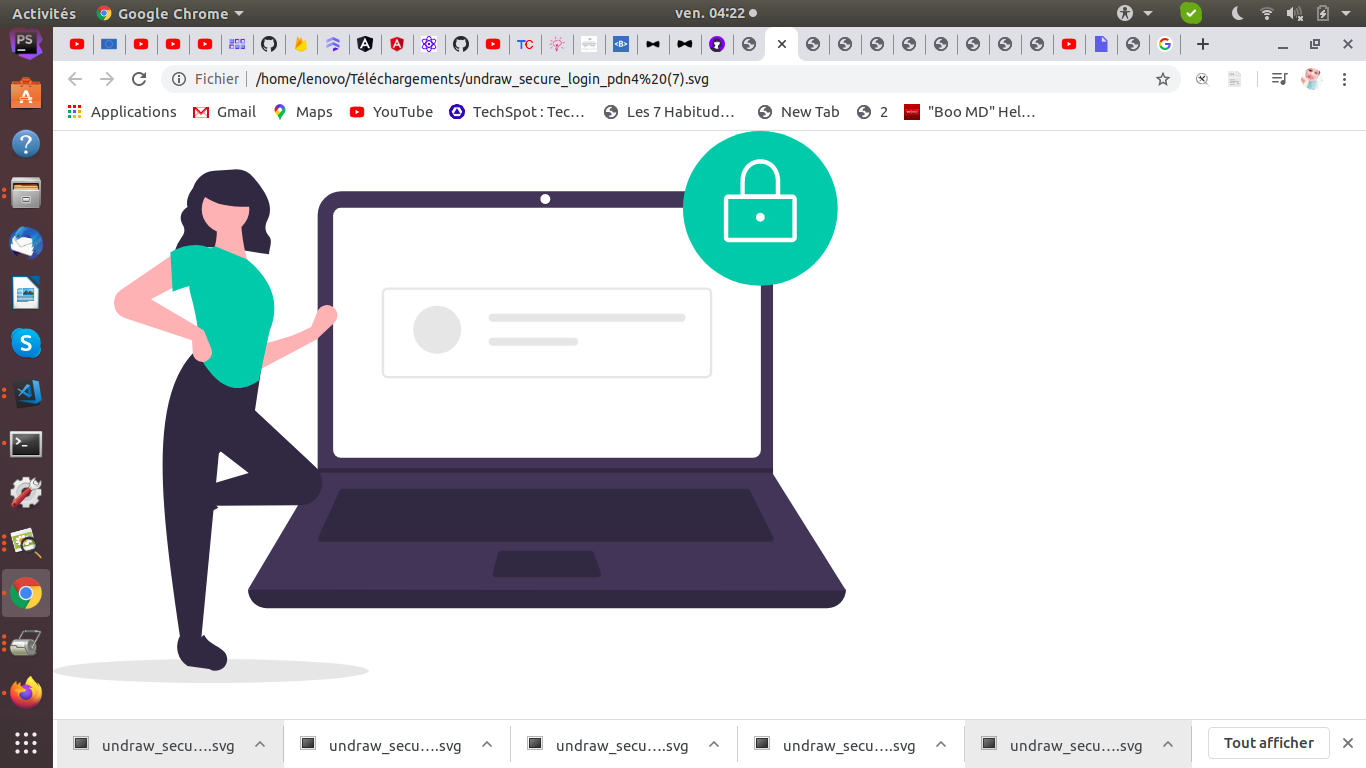 Activités Google Chrome ven. 04:22
PS TC <B>
Fichier /home/lenovo/Téléchargements/undraw_secure_login_pdn4%20(7).svg
Applications Gmail Maps YouTube TechSpot : Tec… Les 7 Habitud… New Tab 2 "Boo MD" Hel…
undraw_secu….svg undraw_secu….svg undraw_secu….svg undraw_secu….svg undraw_secu….svg Tout afficher